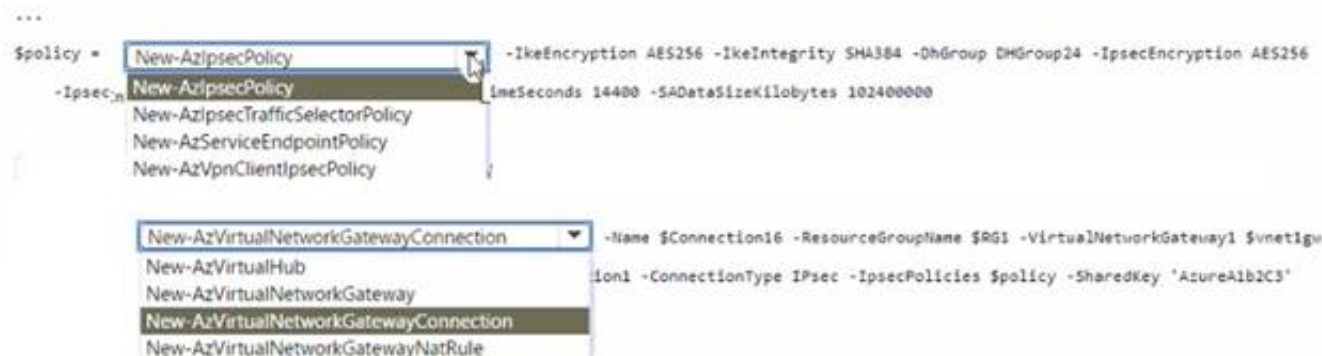 ...
$policy = New-AzIpsecPolicy -IkeEncryption AES256 -IkeIntegrity SHA384 -DhGroup DHGroup24 -IpsecEncryption AES256
-Ipsec New-AzIpsecPolicy imeSeconds 14400 -SADataSizeKilobytes 102400000
New-AzIpsecTrafficSelectorPolicy
New-AzServiceEndpointPolicy
New-AzVpnClientIpsecPolicy
New-AzVirtualNetworkGatewayConnection -Name $Connection16 -ResourceGroupName $RG1 -VirtualNetworkGateway1 $vnet1gw
New-AzVirtualHub
ion1 -ConnectionType IPsec -IpsecPolicies $policy -SharedKey 'AzureA1b2C3'
New-AzVirtualNetworkGateway
New-AzVirtualNetworkGatewayConnection
New-AzVirtualNetworkGatewayNatRule